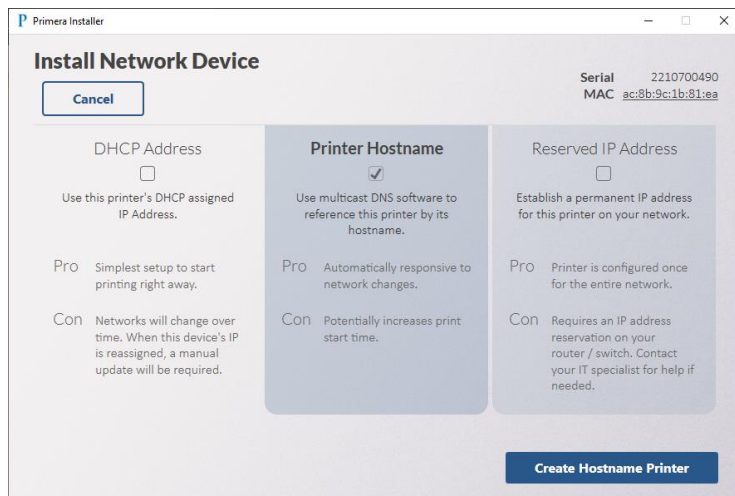 P Primera Installer
Install Network Device
Cancel
Serial 2210700490
MAC ac:8b:9c:1b:81:ea
DHCP Address
Use this printer's DHCP assigned
IP Address.
Pro Simplest setup to start
printing right away.
Con Networks will change over
time. When this device's IP
is reassigned, a manual
update will be required.
Printer Hostname
Use multicast DNS software to
reference this printer by its
hostname.
Pro Automatically responsive to
network changes.
Con Potentially increases print
start time.
Reserved IP Address
Establish a permanent IP address
for this printer on your network.
Pro Printer is configured once
for the entire network.
Con Requires an IP address
reservation on your
router / switch. Contact
your IT specialist for help if
needed.
Create Hostname Printer